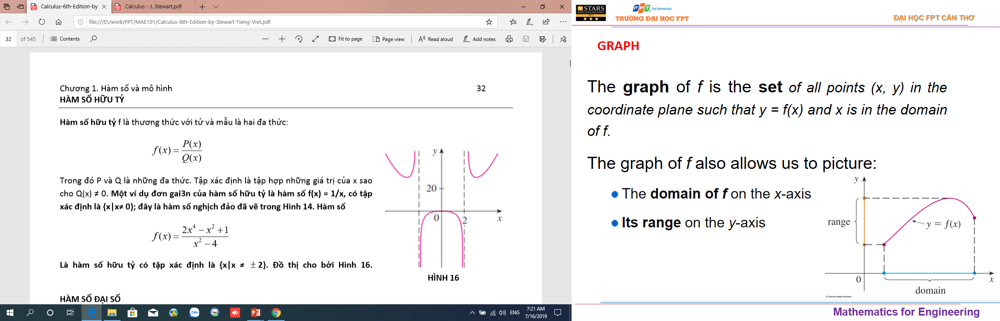 Calculus-6th-Edition-by
Calculus - J. Stewart.pdf
file:///D:/work/FPT/MAE101/Calculus-6th-Edition-by-Stewart-Tieng-Viet.pdf
32 of 545 Contents Fit to page Page view Read aloud Add notes
Chương 1. Hàm số và mô hình 32
HÀM SỐ HỮU TỶ
Hàm số hữu tỷ f là thương thức với tử và mẫu là hai đa thức:
f(x) = P(x)/Q(x)
Trong đó P và Q là những đa thức. Tập xác định là tập hợp những giá trị của x sao
cho Q(x) ≠ 0. Một ví dụ đơn gai3n của hàm số hữu tỷ là hàm số f(x) = 1/x, có tập
xác định là {x|x≠ 0}; đây là hàm số nghịch đảo đã vẽ trong Hình 14. Hàm số
f(x) = (2x⁴ − x² + 1)/(x² − 4)
Là hàm số hữu tỷ có tập xác định là {x|x ≠ ±2}. Đồ thị cho bởi Hình 16.
y
20
0
2
x
HÌNH 16
HÀM SỐ ĐẠI SỐ
Zalo
ENG
7:21 AM
7/16/2019
QS STARS
RATED FOR EXCELLENCE
2012
FPT. Fpt University
TRƯỜNG ĐẠI HỌC FPT
ĐẠI HỌC FPT CẦN THƠ
GRAPH
The graph of f is the set of all points (x, y) in the
coordinate plane such that y = f(x) and x is in the domain
of f.
The graph of f also allows us to picture:
The domain of f on the x-axis
Its range on the y-axis
y
range
y = f(x)
0
x
domain
© Thomson Higher Education
Mathematics for Engineering